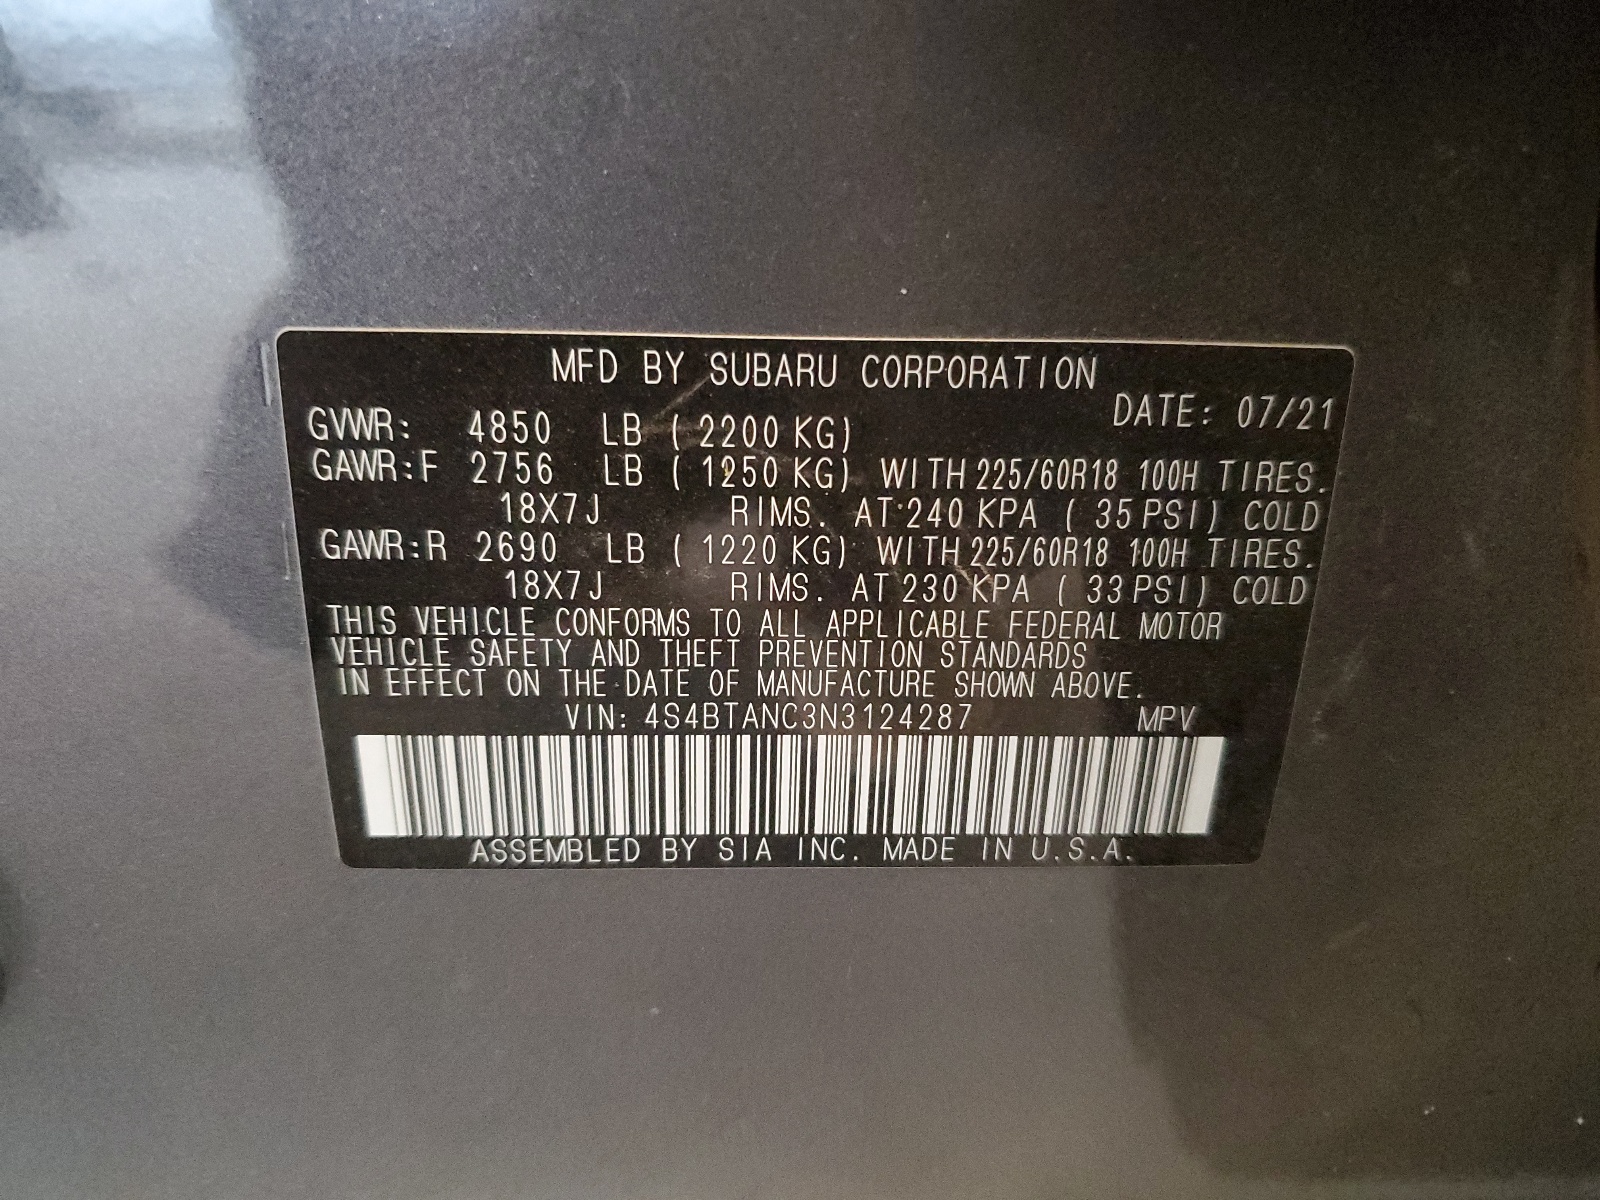 MFD BY SUBARU CORPORATION
DATE: 07/21
GVWR: 4850 LB ( 2200 KG)
GAWR:F 2756 LB ( 1250 KG) WITH 225/60R18 100H TIRES.
18X7J RIMS. AT 240 KPA ( 35 PSI) COLD
GAWR:R 2690 LB ( 1220 KG) WITH 225/60R18 100H TIRES.
18X7J RIMS. AT 230 KPA ( 33 PSI) COLD
THIS VEHICLE CONFORMS TO ALL APPLICABLE FEDERAL MOTOR
VEHICLE SAFETY AND THEFT PREVENTION STANDARDS
IN EFFECT ON THE DATE OF MANUFACTURE SHOWN ABOVE.
VIN: 4S4BTANC3N3124287 MPV
ASSEMBLED BY SIA INC. MADE IN U.S.A.